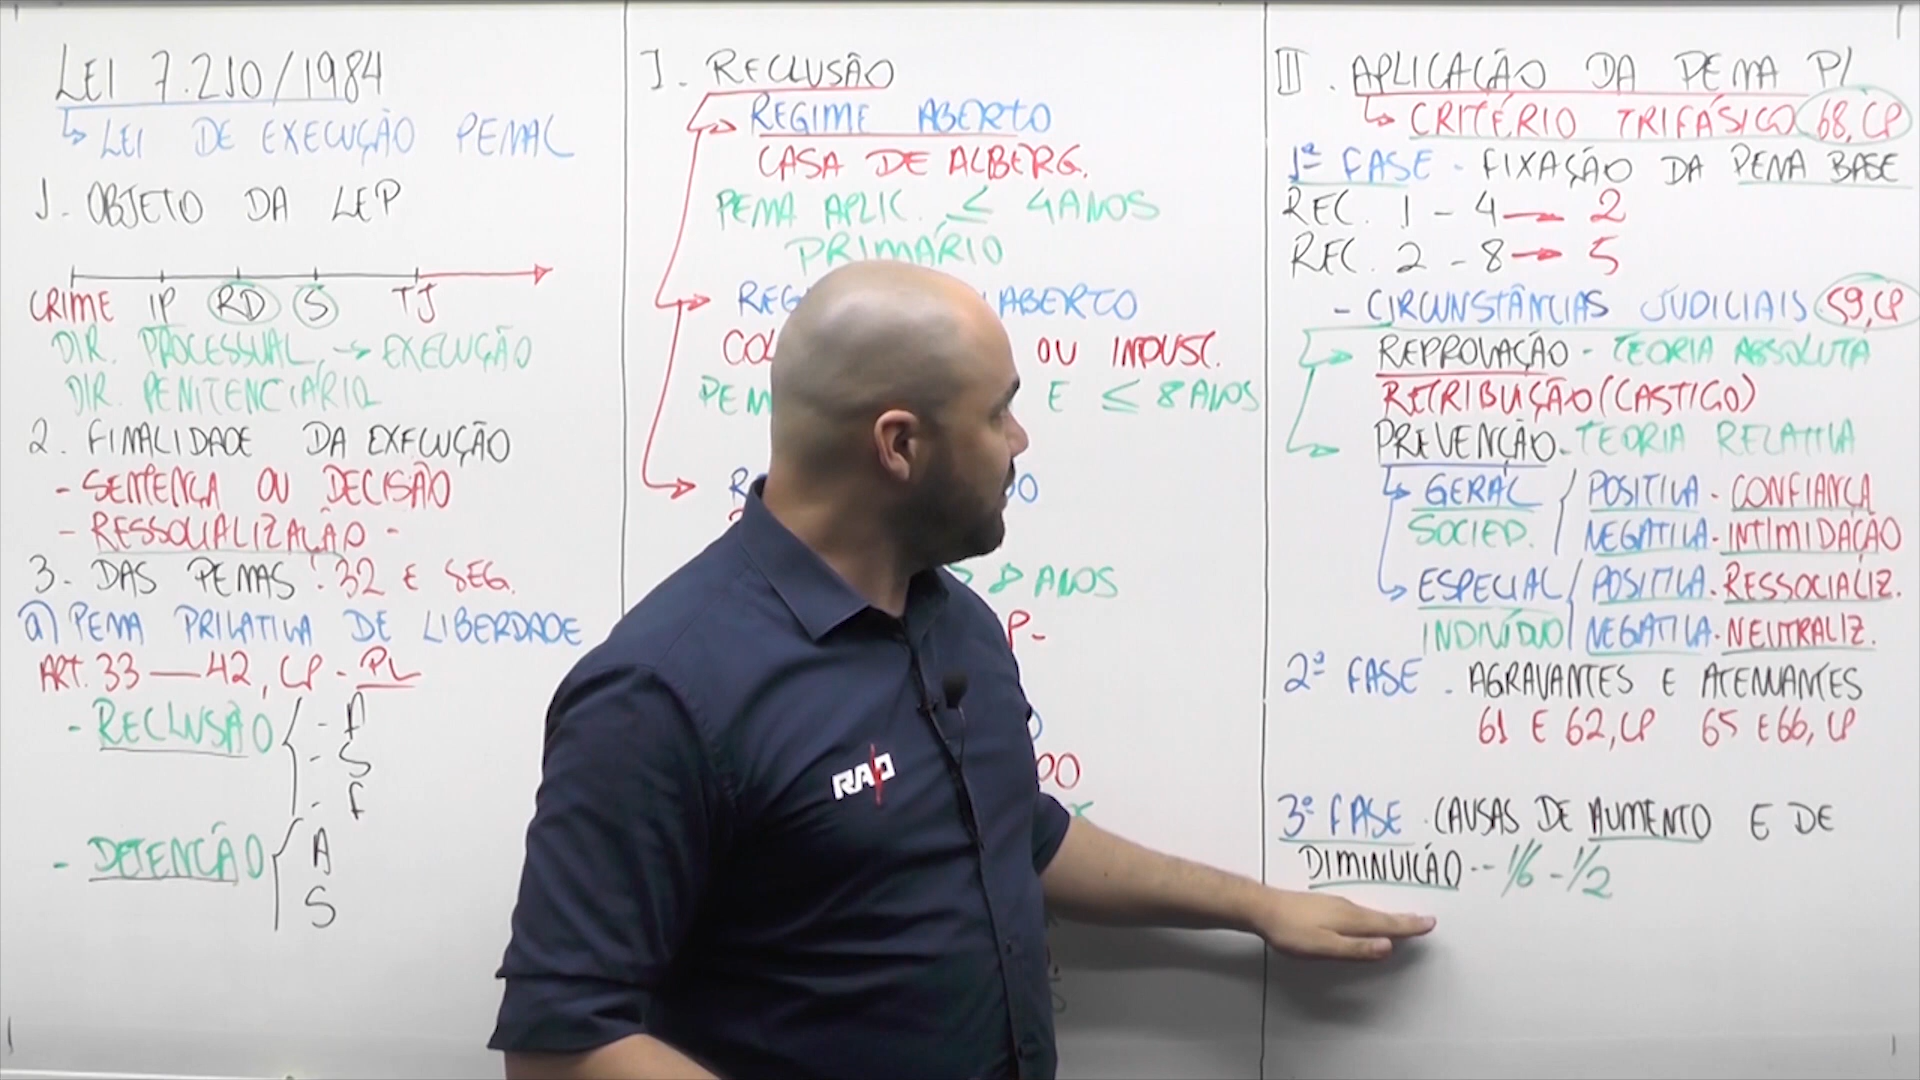 LEI 7.210/1984
LEI DE EXECUÇÃO PENAL
1. OBJETO DA LEP
CRIME IP RD S TJ
DIR. PROCESSUAL → EXECUÇÃO
DIR. PENITENCIÁRIO
2. FINALIDADE DA EXECUÇÃO
- SENTENÇA OU DECISÃO
- RESSOCIALIZAÇÃO -
3. DAS PENAS: 32 E SEG.
a) PENA PRIVATIVA DE LIBERDADE
ART. 33 — 42, CP - PL
- RECLUSÃO
- A
- S
- F
- DETENÇÃO
A
S
I. RECLUSÃO
REGIME ABERTO
CASA DE ALBERG.
PENA APLIC. ≤ 4 ANOS
PRIMÁRIO
ABERTO
OU INDUST.
E ≤ 8 ANOS
> 8 ANOS
II. APLICAÇÃO DA PENA PL
CRITÉRIO TRIFÁSICO 68, CP
1ª FASE - FIXAÇÃO DA PENA BASE
REC. 1 - 4 → 2
REC. 2 - 8 → 5
- CIRCUNSTÂNCIAS JUDICIAIS 59, CP
REPROVAÇÃO - TEORIA ABSOLUTA
RETRIBUIÇÃO (CASTIGO)
PREVENÇÃO - TEORIA RELATIVA
GERAL POSITIVA - CONFIANÇA
SOCIED. NEGATIVA - INTIMIDAÇÃO
ESPECIAL POSITIVA - RESSOCIALIZ.
INDIVÍDUO NEGATIVA - NEUTRALIZ.
2ª FASE - AGRAVANTES E ATENUANTES
61 E 62, CP 65 E 66, CP
3ª FASE - CAUSAS DE AUMENTO E DE
DIMINUIÇÃO -- 1/6 - 1/2
RAIO